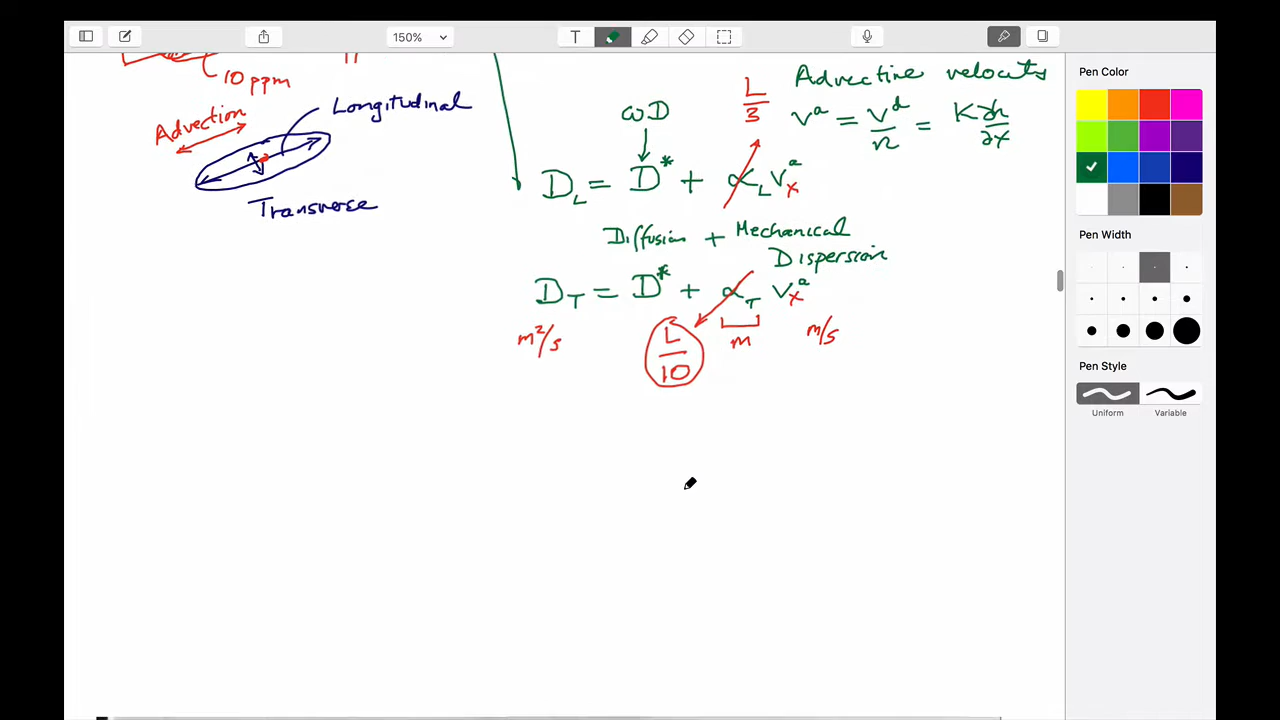 150%
T
Pen Color
Pen Width
Pen Style
Uniform Variable
10 ppm
Advection
Longitudinal
Transverse
L/3
Advective velocity
v^a = v^d/n = K ∂h/∂x
ωD
D_L = D* + α_L v_x^a
Diffusion + Mechanical
Dispersion
D_T = D* + α_T v_x^a
m²/s
L/10
m
m/s